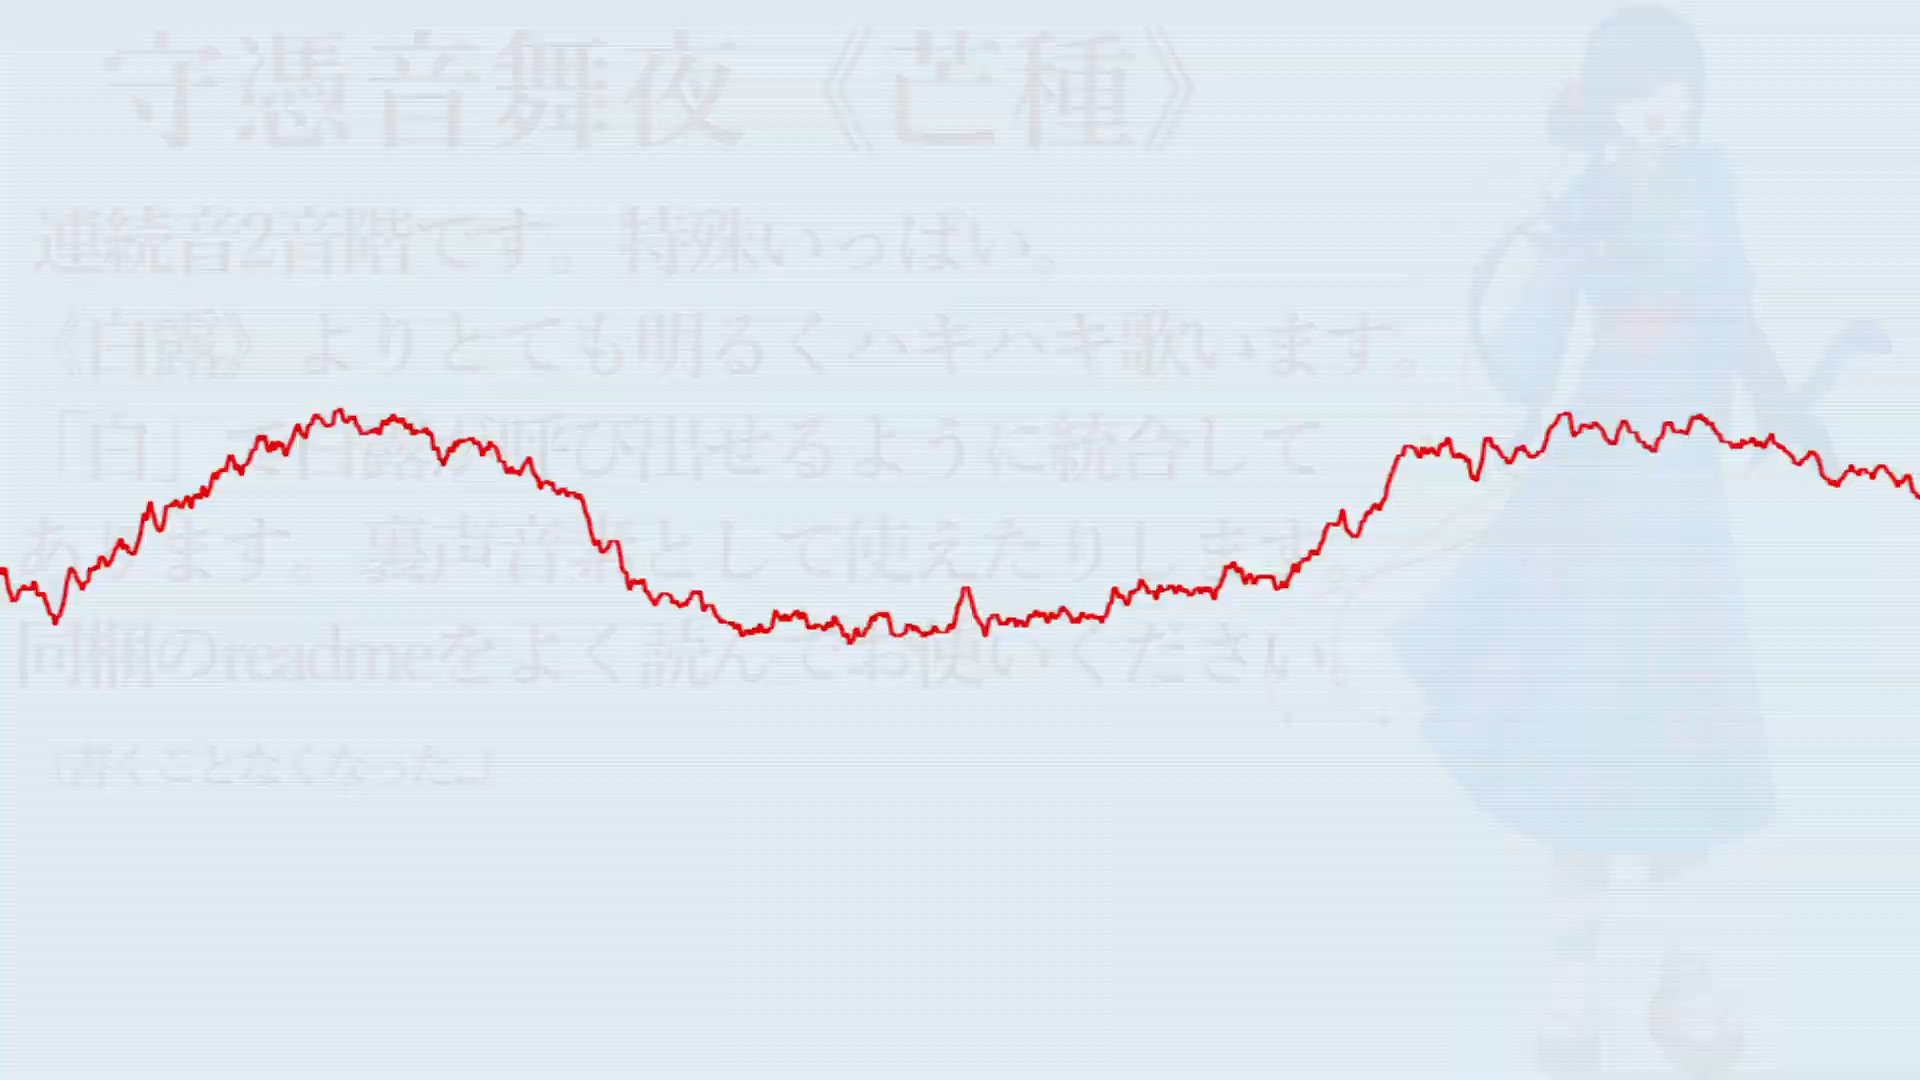 守憑音舞夜《芒種》
連続音2音階です。特殊いっぱい。
《白露》よりとても明るくハキハキ歌います。
「白」で白露が呼び出せるように統合して
あります。裏声音素として使えたりします。
同梱のreadmeをよく読んでお使いください。
(書くことなくなった...)